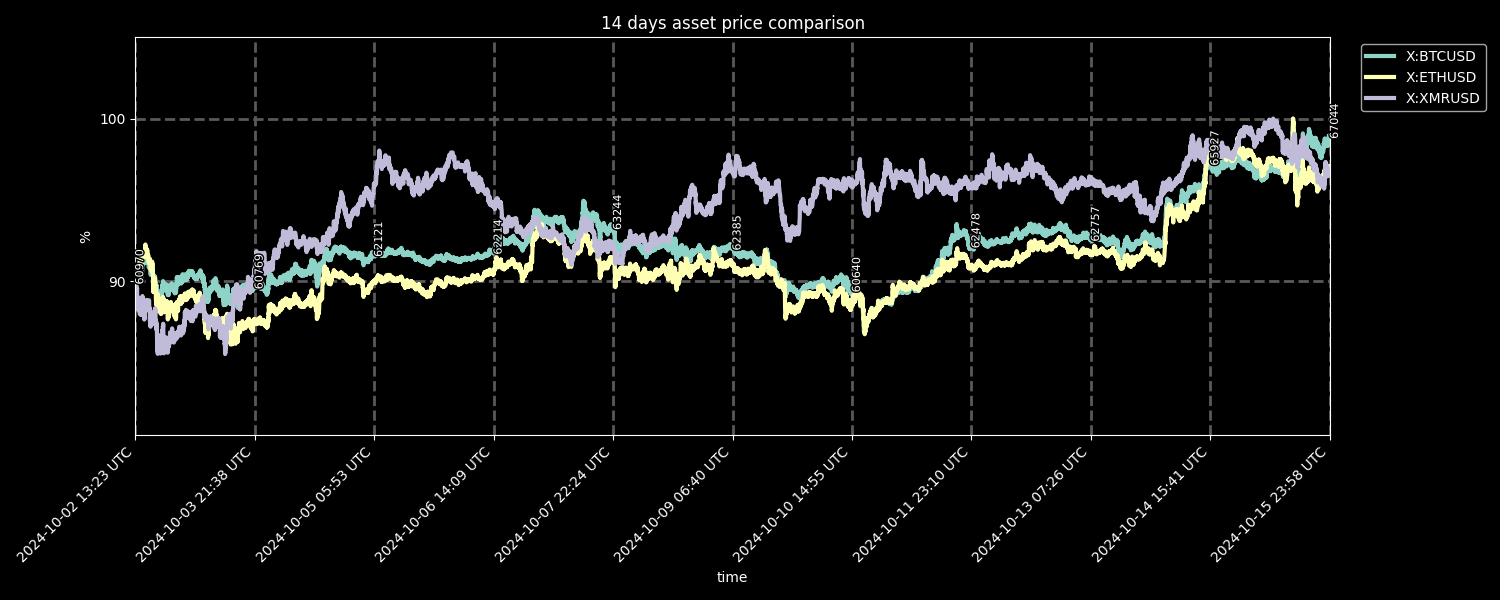 14 days asset price comparison
X:BTCUSD
X:ETHUSD
X:XMRUSD
100
90
%
60970
60769
62121
62214
63244
62385
60640
62478
62757
65927
67044
2024-10-02 13:23 UTC
2024-10-03 21:38 UTC
2024-10-05 05:53 UTC
2024-10-06 14:09 UTC
2024-10-07 22:24 UTC
2024-10-09 06:40 UTC
2024-10-10 14:55 UTC
2024-10-11 23:10 UTC
2024-10-13 07:26 UTC
2024-10-14 15:41 UTC
2024-10-15 23:58 UTC
time